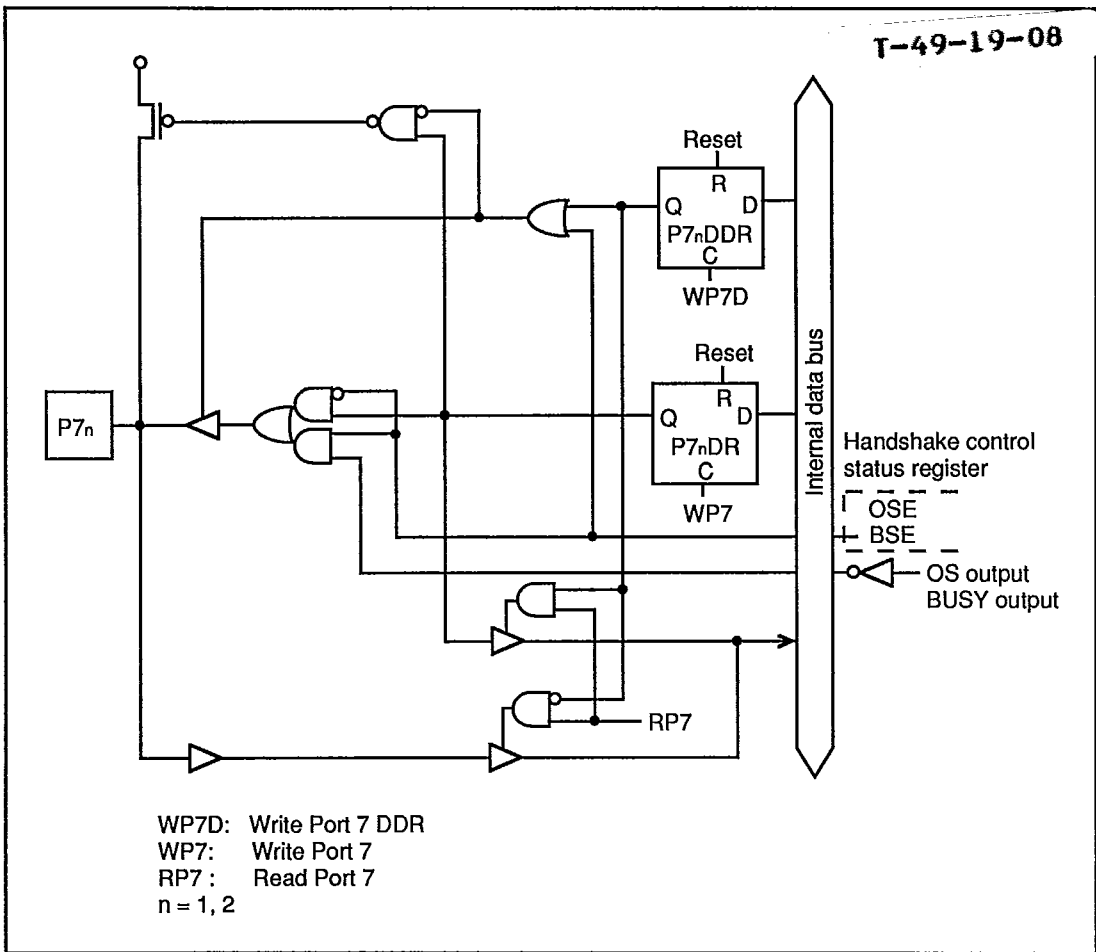 T-49-19-08
Reset
R
Q D
P7nDDR
C
WP7D
Reset
R
Q D
P7nDR
C
WP7
P7n
Internal data bus
Handshake control
status register
OSE
BSE
OS output
BUSY output
RP7
WP7D: Write Port 7 DDR
WP7: Write Port 7
RP7 : Read Port 7
n = 1, 2